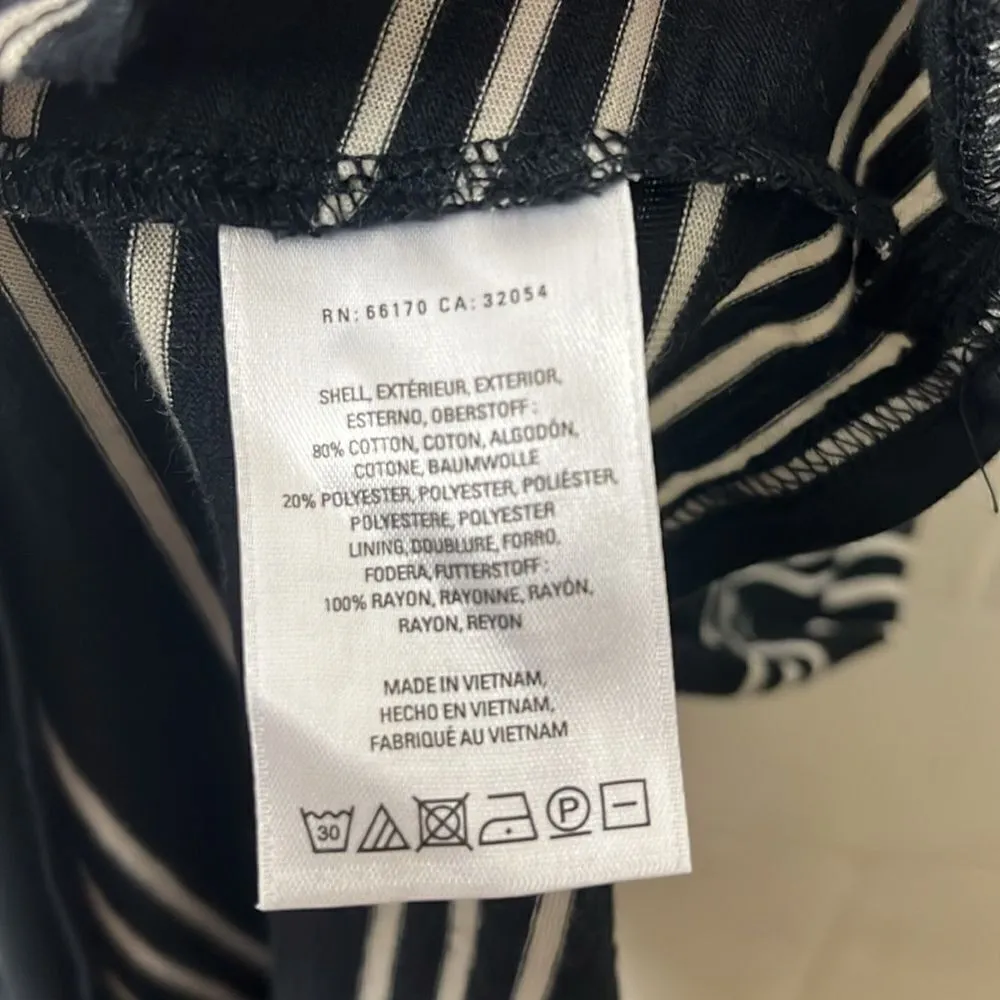 RN: 66170 CA: 32054
SHELL, EXTÉRIEUR, EXTERIOR,
ESTERNO, OBERSTOFF :
80% COTTON, COTON, ALGODÓN,
COTONE, BAUMWOLLE
20% POLYESTER, POLYESTER, POLIÉSTER,
POLYESTERE, POLYESTER
LINING, DOUBLURE, FORRO,
FODERA, FUTTERSTOFF :
100% RAYON, RAYONNE, RAYÓN,
RAYON, REYON
MADE IN VIETNAM,
HECHO EN VIETNAM,
FABRIQUÉ AU VIETNAM
30 P